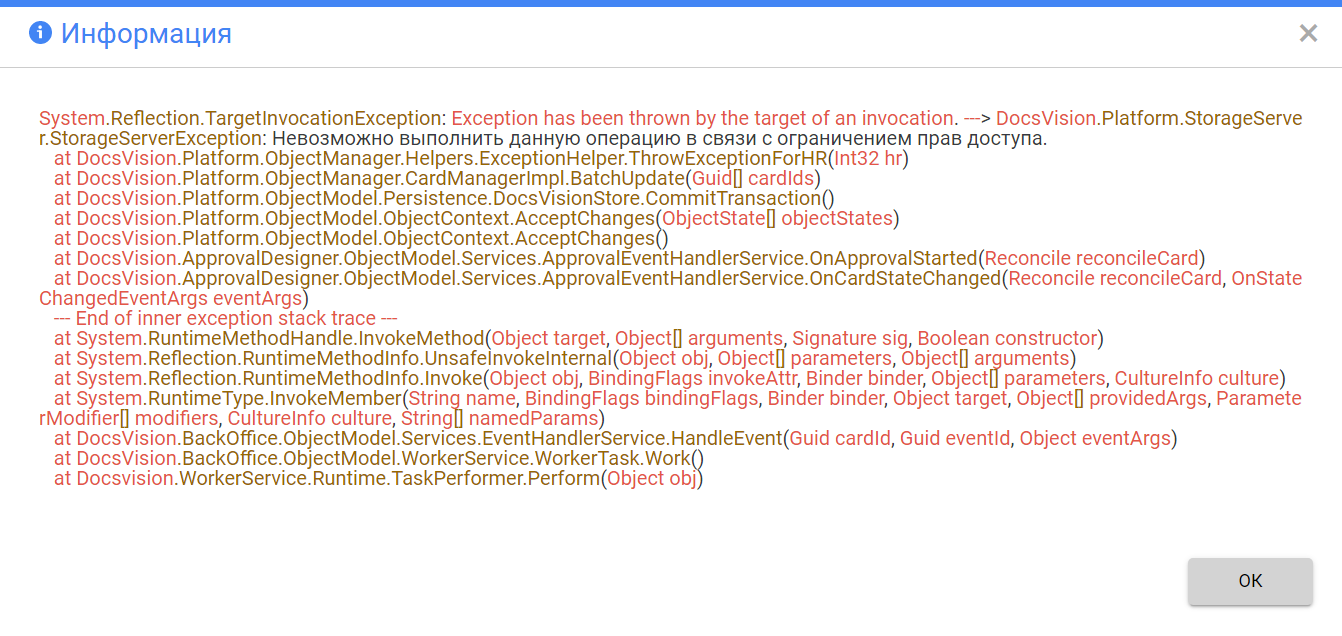 Информация
System.Reflection.TargetInvocationException: Exception has been thrown by the target of an invocation. ---> DocsVision.Platform.StorageServe
r.StorageServerException: Невозможно выполнить данную операцию в связи с ограничением прав доступа.
at DocsVision.Platform.ObjectManager.Helpers.ExceptionHelper.ThrowExceptionForHR(Int32 hr)
at DocsVision.Platform.ObjectManager.CardManagerImpl.BatchUpdate(Guid[] cardIds)
at DocsVision.Platform.ObjectModel.Persistence.DocsVisionStore.CommitTransaction()
at DocsVision.Platform.ObjectModel.ObjectContext.AcceptChanges(ObjectState[] objectStates)
at DocsVision.Platform.ObjectModel.ObjectContext.AcceptChanges()
at DocsVision.ApprovalDesigner.ObjectModel.Services.ApprovalEventHandlerService.OnApprovalStarted(Reconcile reconcileCard)
at DocsVision.ApprovalDesigner.ObjectModel.Services.ApprovalEventHandlerService.OnCardStateChanged(Reconcile reconcileCard, OnState
ChangedEventArgs eventArgs)
--- End of inner exception stack trace ---
at System.RuntimeMethodHandle.InvokeMethod(Object target, Object[] arguments, Signature sig, Boolean constructor)
at System.Reflection.RuntimeMethodInfo.UnsafeInvokeInternal(Object obj, Object[] parameters, Object[] arguments)
at System.Reflection.RuntimeMethodInfo.Invoke(Object obj, BindingFlags invokeAttr, Binder binder, Object[] parameters, CultureInfo culture)
at System.RuntimeType.InvokeMember(String name, BindingFlags bindingFlags, Binder binder, Object target, Object[] providedArgs, Paramete
rModifier[] modifiers, CultureInfo culture, String[] namedParams)
at DocsVision.BackOffice.ObjectModel.Services.EventHandlerService.HandleEvent(Guid cardId, Guid eventId, Object eventArgs)
at DocsVision.BackOffice.ObjectModel.WorkerService.WorkerTask.Work()
at Docsvision.WorkerService.Runtime.TaskPerformer.Perform(Object obj)
ОК